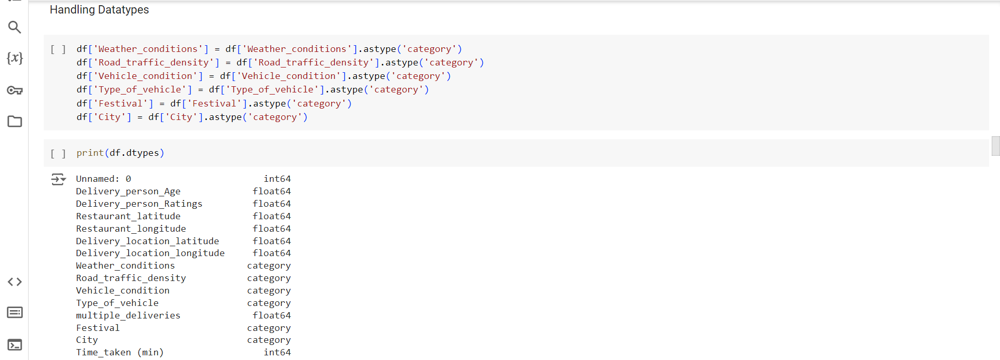 Handling Datatypes
{x}
[ ] df['Weather_conditions'] = df['Weather_conditions'].astype('category')
df['Road_traffic_density'] = df['Road_traffic_density'].astype('category')
df['Vehicle_condition'] = df['Vehicle_condition'].astype('category')
df['Type_of_vehicle'] = df['Type_of_vehicle'].astype('category')
df['Festival'] = df['Festival'].astype('category')
df['City'] = df['City'].astype('category')
[ ] print(df.dtypes)
Unnamed: 0 int64
Delivery_person_Age float64
Delivery_person_Ratings float64
Restaurant_latitude float64
Restaurant_longitude float64
Delivery_location_latitude float64
Delivery_location_longitude float64
Weather_conditions category
Road_traffic_density category
Vehicle_condition category
Type_of_vehicle category
multiple_deliveries float64
Festival category
City category
Time_taken (min) int64